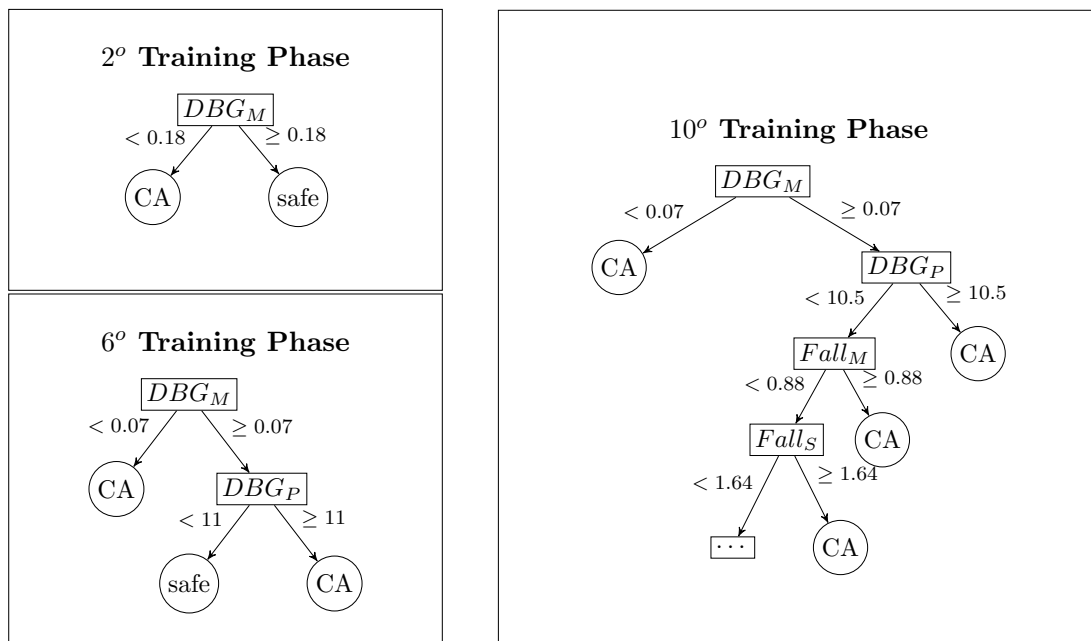 2º Training Phase
DBG_M
< 0.18 ≥ 0.18
CA safe
6º Training Phase
DBG_M
< 0.07 ≥ 0.07
CA DBG_P
< 11 ≥ 11
safe CA
10º Training Phase
DBG_M
< 0.07 ≥ 0.07
CA DBG_P
< 10.5 ≥ 10.5
Fall_M CA
< 0.88 ≥ 0.88
Fall_S CA
< 1.64 ≥ 1.64
... CA